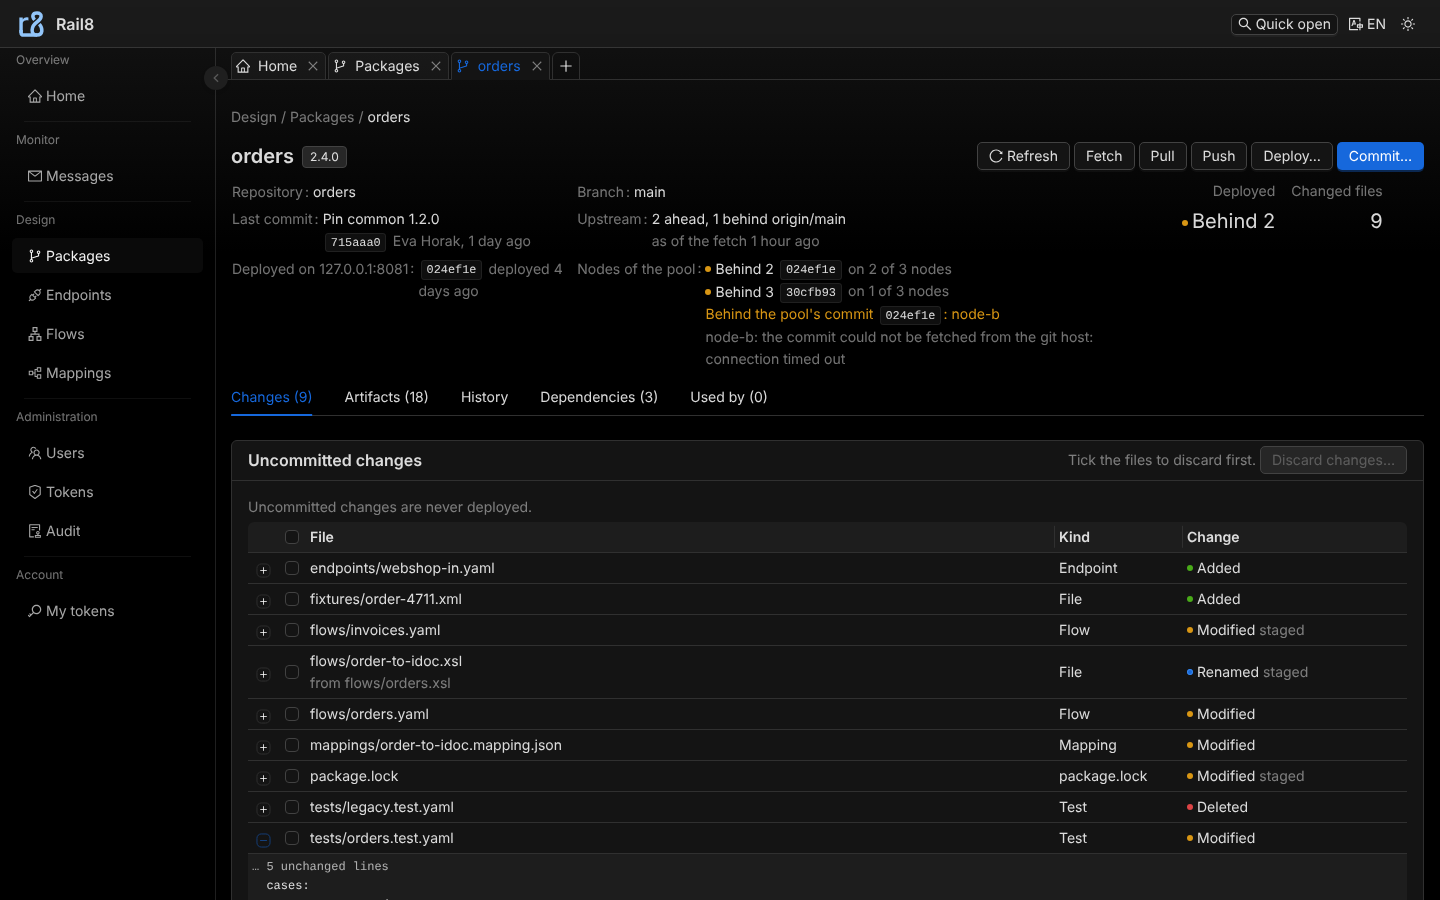 Rail8
Quick open
EN
Overview
Home
Monitor
Messages
Design
Packages
Endpoints
Flows
Mappings
Administration
Users
Tokens
Audit
Account
My tokens
Home
Packages
orders
Design / Packages / orders
orders 2.4.0
Refresh
Fetch
Pull
Push
Deploy...
Commit...
Repository: orders
Branch: main
Deployed
Behind 2
Changed files
9
Last commit: Pin common 1.2.0
715aaa0 Eva Horak, 1 day ago
Upstream: 2 ahead, 1 behind origin/main
as of the fetch 1 hour ago
Deployed on 127.0.0.1:8081: 024ef1e deployed 4
days ago
Nodes of the pool: Behind 2 024ef1e on 2 of 3 nodes
Behind 3 30cfb93 on 1 of 3 nodes
Behind the pool's commit 024ef1e : node-b
node-b: the commit could not be fetched from the git host:
connection timed out
Changes (9)
Artifacts (18)
History
Dependencies (3)
Used by (0)
Uncommitted changes
Tick the files to discard first.
Discard changes...
Uncommitted changes are never deployed.
File Kind Change
endpoints/webshop-in.yaml Endpoint Added
fixtures/order-4711.xml File Added
flows/invoices.yaml Flow Modified staged
flows/order-to-idoc.xsl File Renamed staged
from flows/orders.xsl
flows/orders.yaml Flow Modified
mappings/order-to-idoc.mapping.json Mapping Modified
package.lock package.lock Modified staged
tests/legacy.test.yaml Test Deleted
tests/orders.test.yaml Test Modified
… 5 unchanged lines
cases: